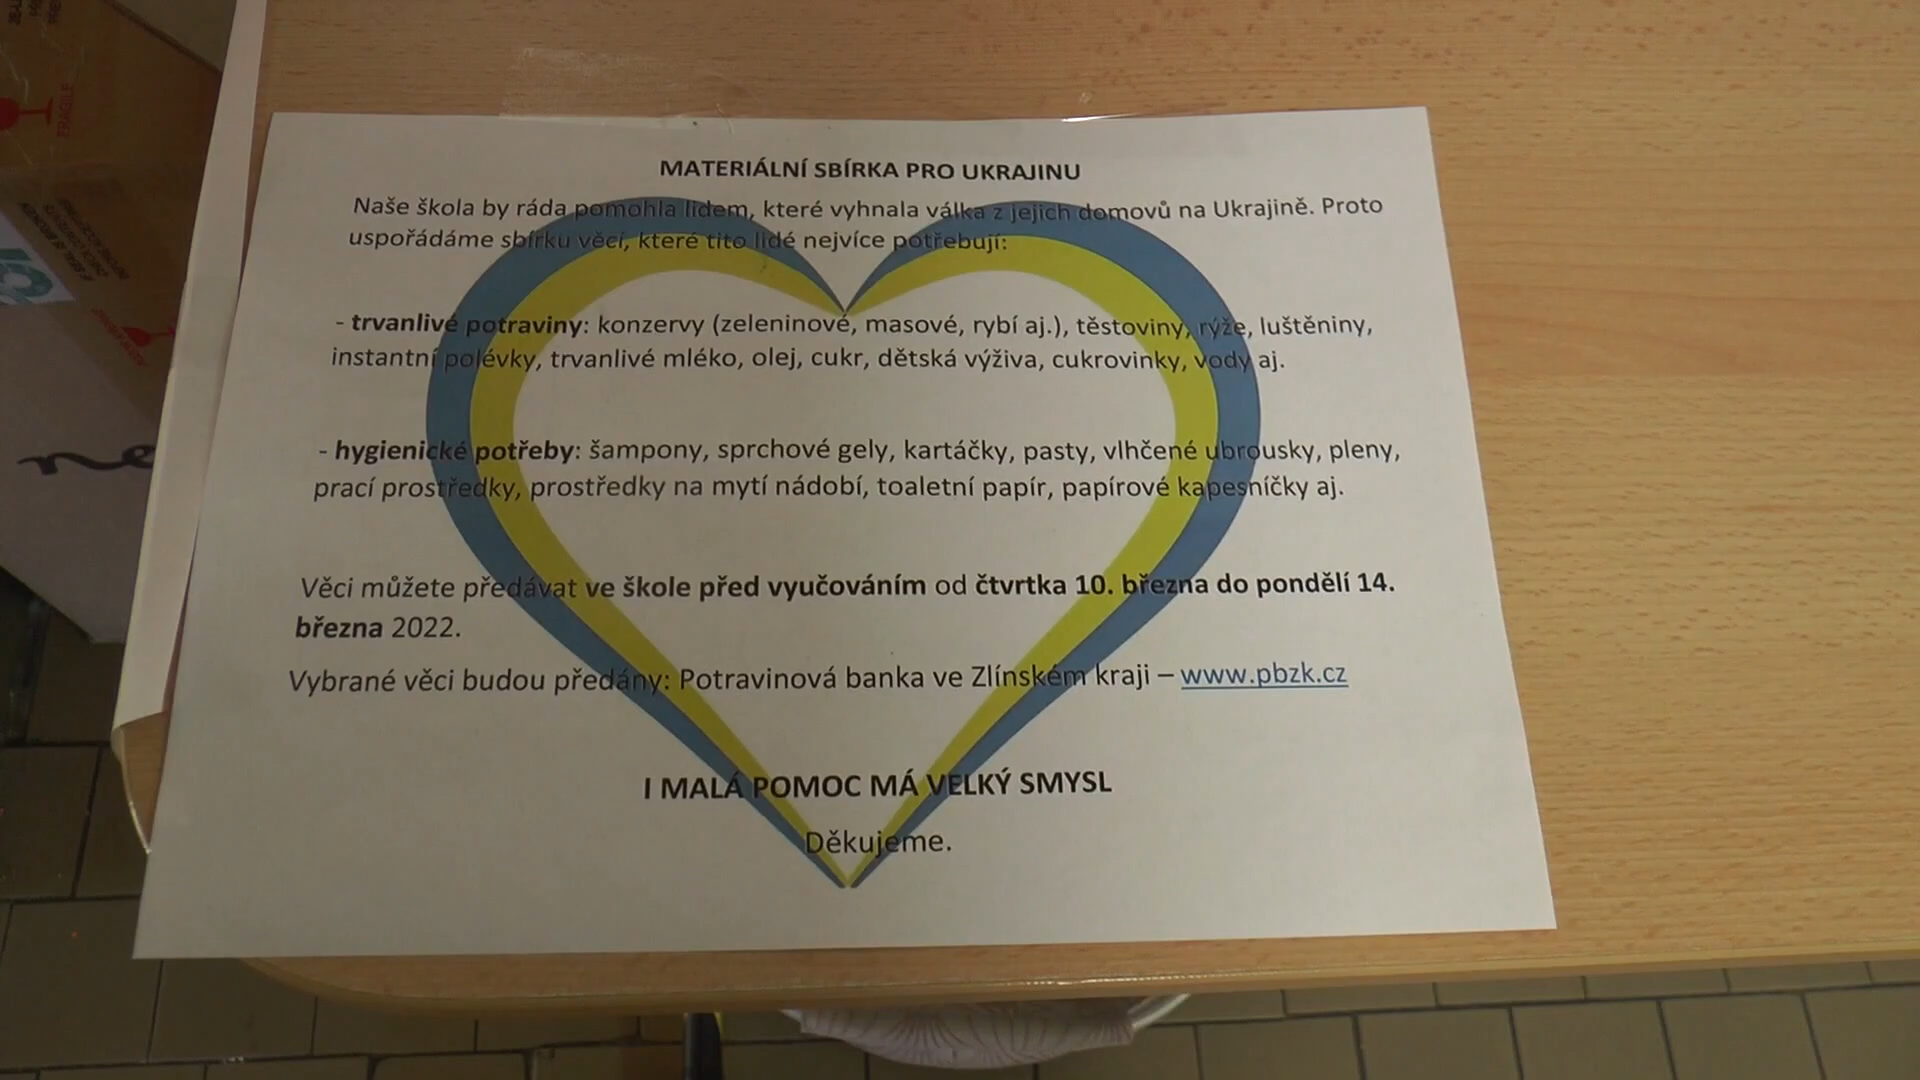 MATERIÁLNÍ SBÍRKA PRO UKRAJINU
Naše škola by ráda pomohla lidem, které vyhnala válka z jejich domovů na Ukrajině. Proto
uspořádáme sbírku věcí, které tito lidé nejvíce potřebují:
- trvanlivé potraviny: konzervy (zeleninové, masové, rybí aj.), těstoviny, rýže, luštěniny,
instantní polévky, trvanlivé mléko, olej, cukr, dětská výživa, cukrovinky, vody aj.
- hygienické potřeby: šampony, sprchové gely, kartáčky, pasty, vlhčené ubrousky, pleny,
prací prostředky, prostředky na mytí nádobí, toaletní papír, papírové kapesníčky aj.
Věci můžete předávat ve škole před vyučováním od čtvrtka 10. března do pondělí 14.
března 2022.
Vybrané věci budou předány: Potravinová banka ve Zlínském kraji – www.pbzk.cz
I MALÁ POMOC MÁ VELKÝ SMYSL
Děkujeme.
FRAGILE